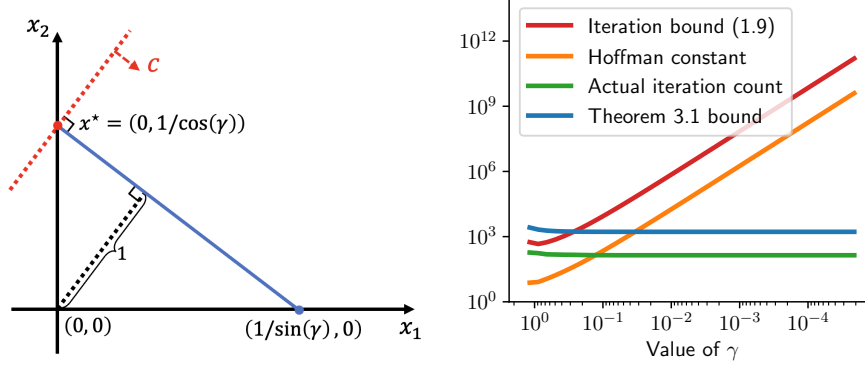 x₂
C
x* = (0, 1/cos(γ))
1
(0, 0)
(1/sin(γ), 0)
x₁
Iteration bound (1.9)
Hoffman constant
Actual iteration count
Theorem 3.1 bound
10¹²
10⁹
10⁶
10³
10⁰
10⁰ 10⁻¹ 10⁻² 10⁻³ 10⁻⁴
Value of γ